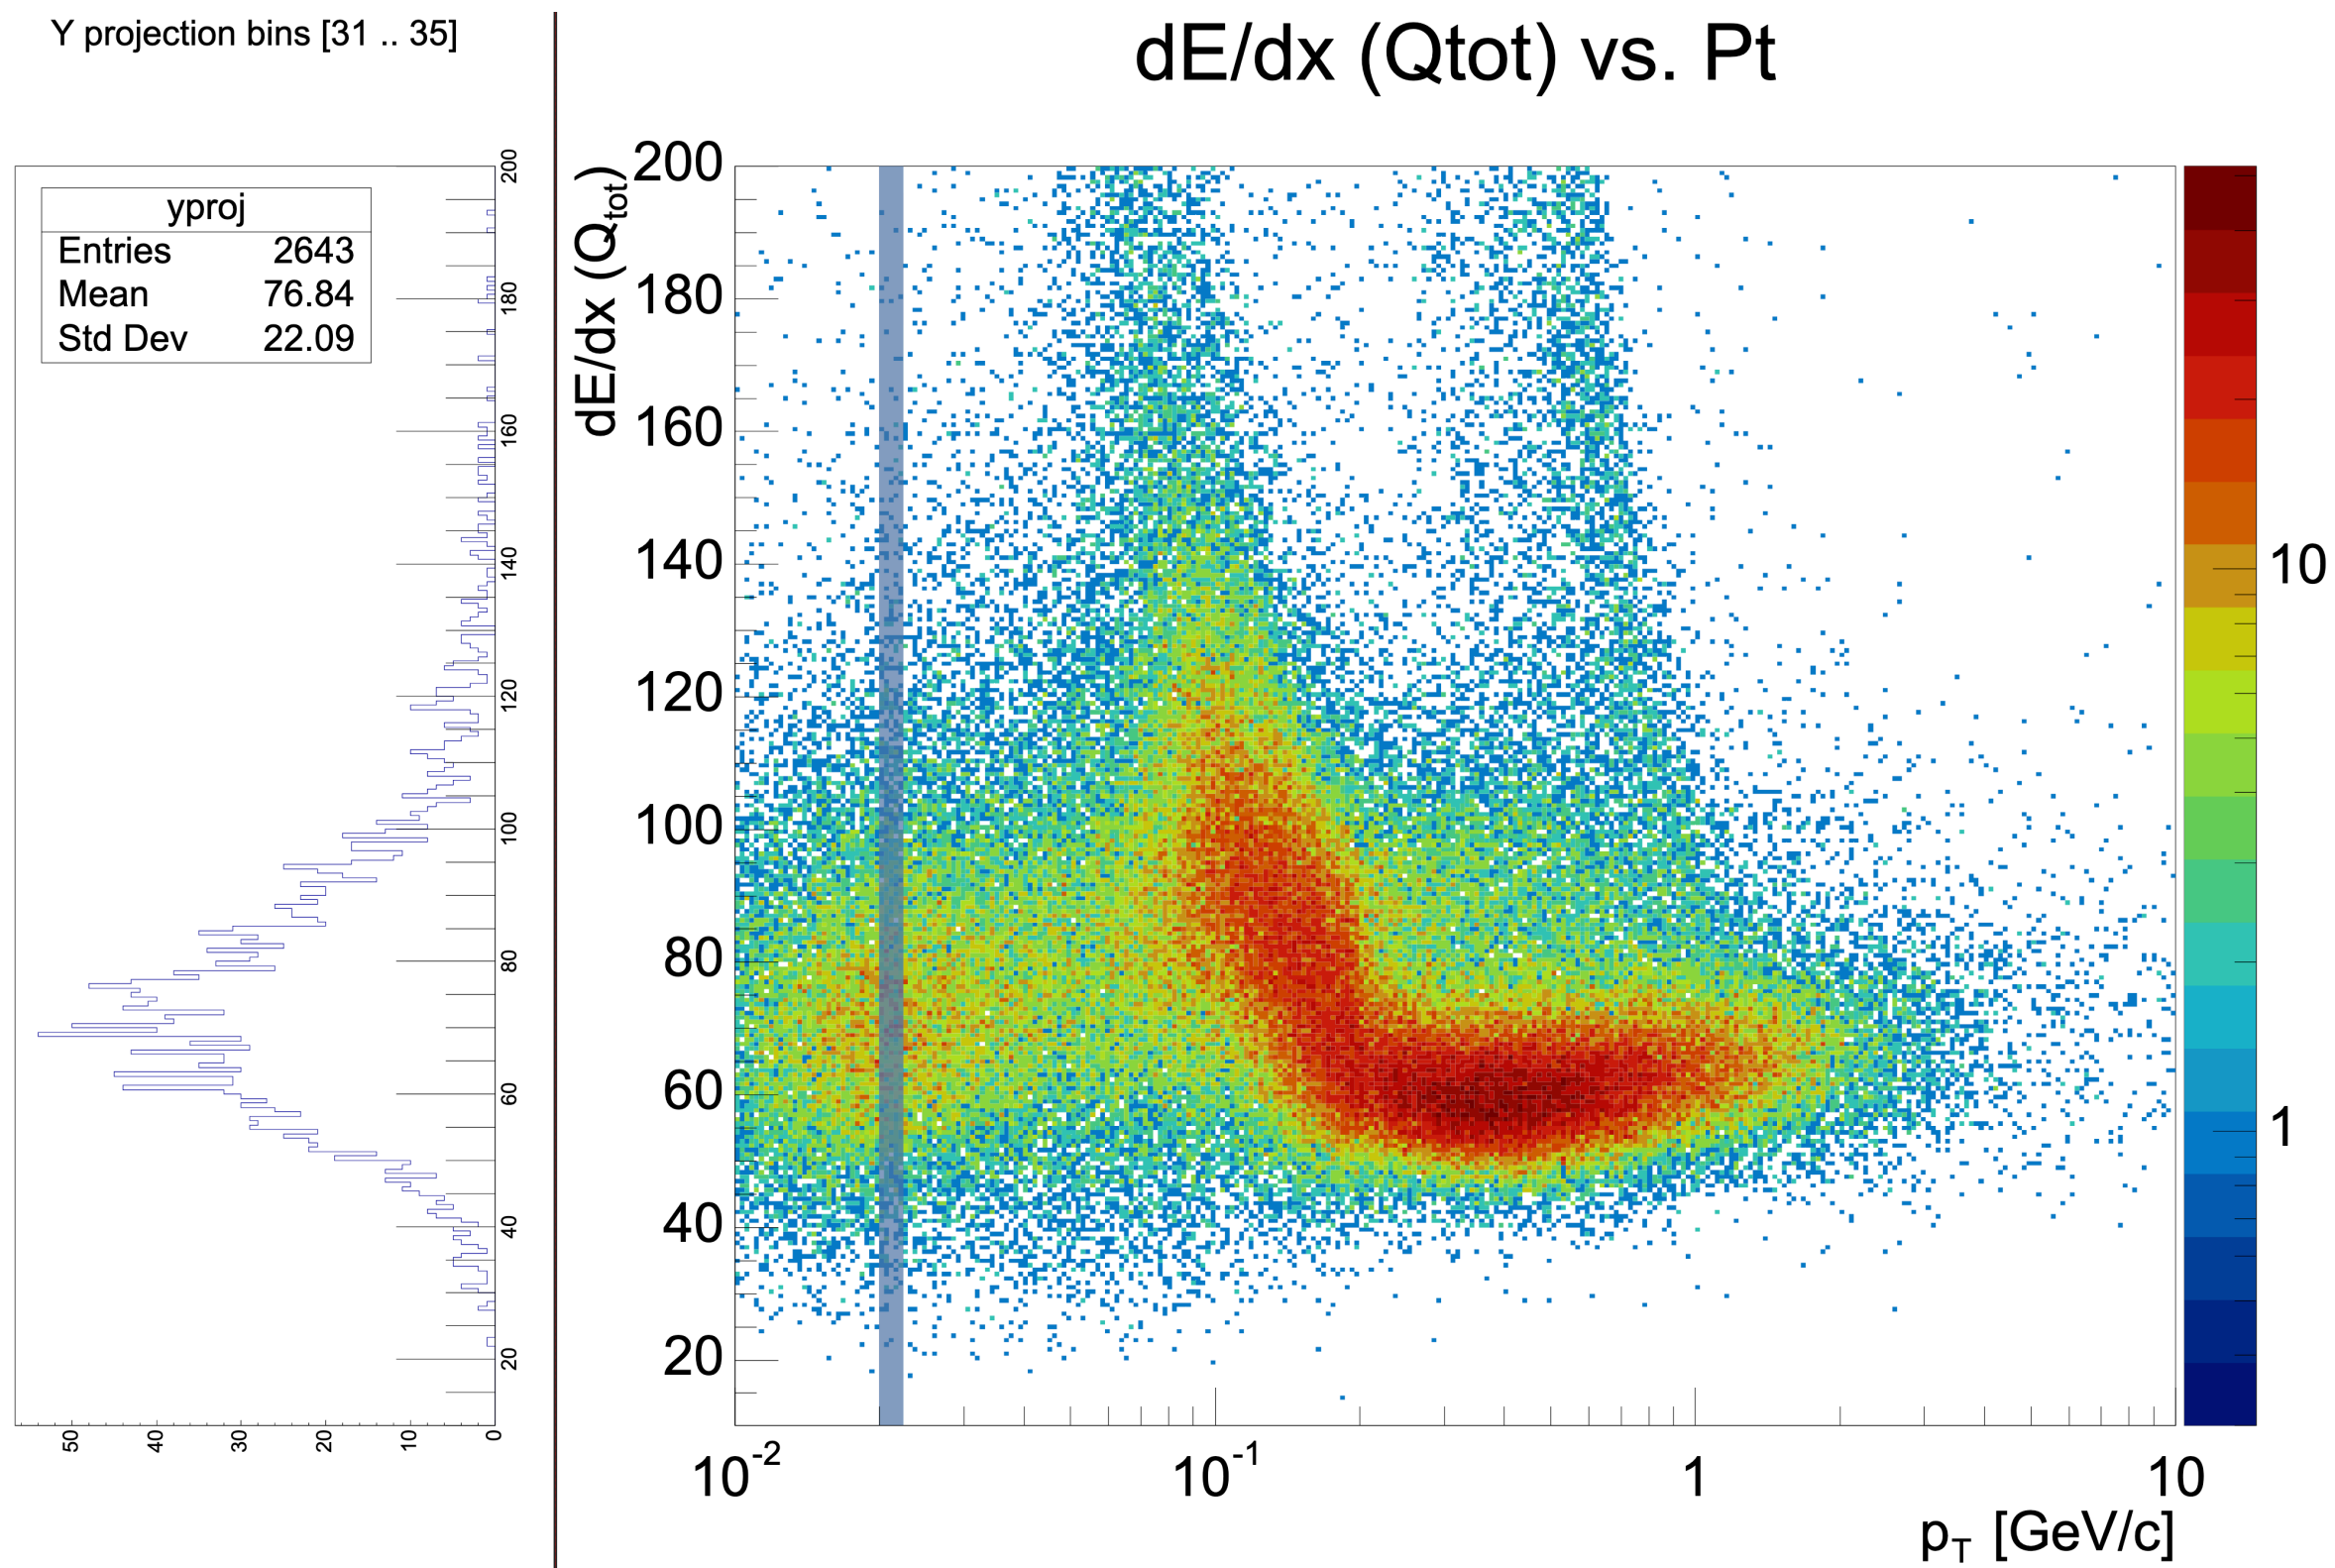 Y projection bins [31 .. 35]
yproj
Entries 2643
Mean 76.84
Std Dev 22.09
200
180
160
140
120
100
80
60
40
20
50 40 30 20 10 0
dE/dx (Qtot) vs. Pt
dE/dx (Q_tot)
200
180
160
140
120
100
80
60
40
20
10^-2 10^-1 1 10
p_T [GeV/c]
10
1